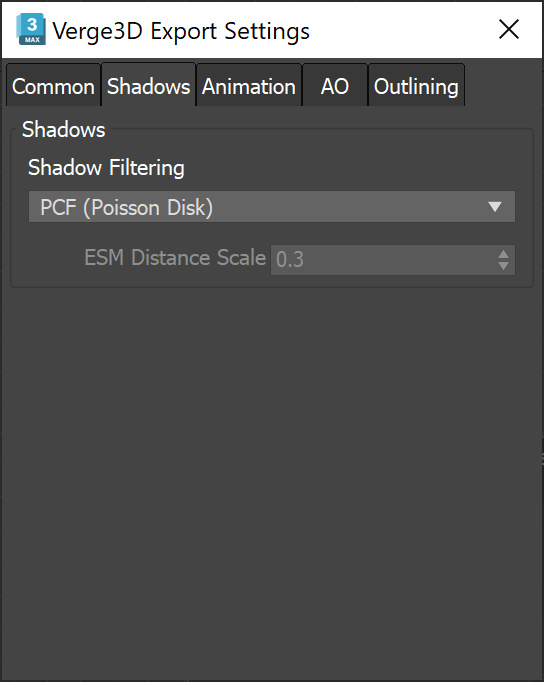 3
MAX
Verge3D Export Settings
Common Shadows Animation AO Outlining
Shadows
Shadow Filtering
PCF (Poisson Disk)
ESM Distance Scale 0.3